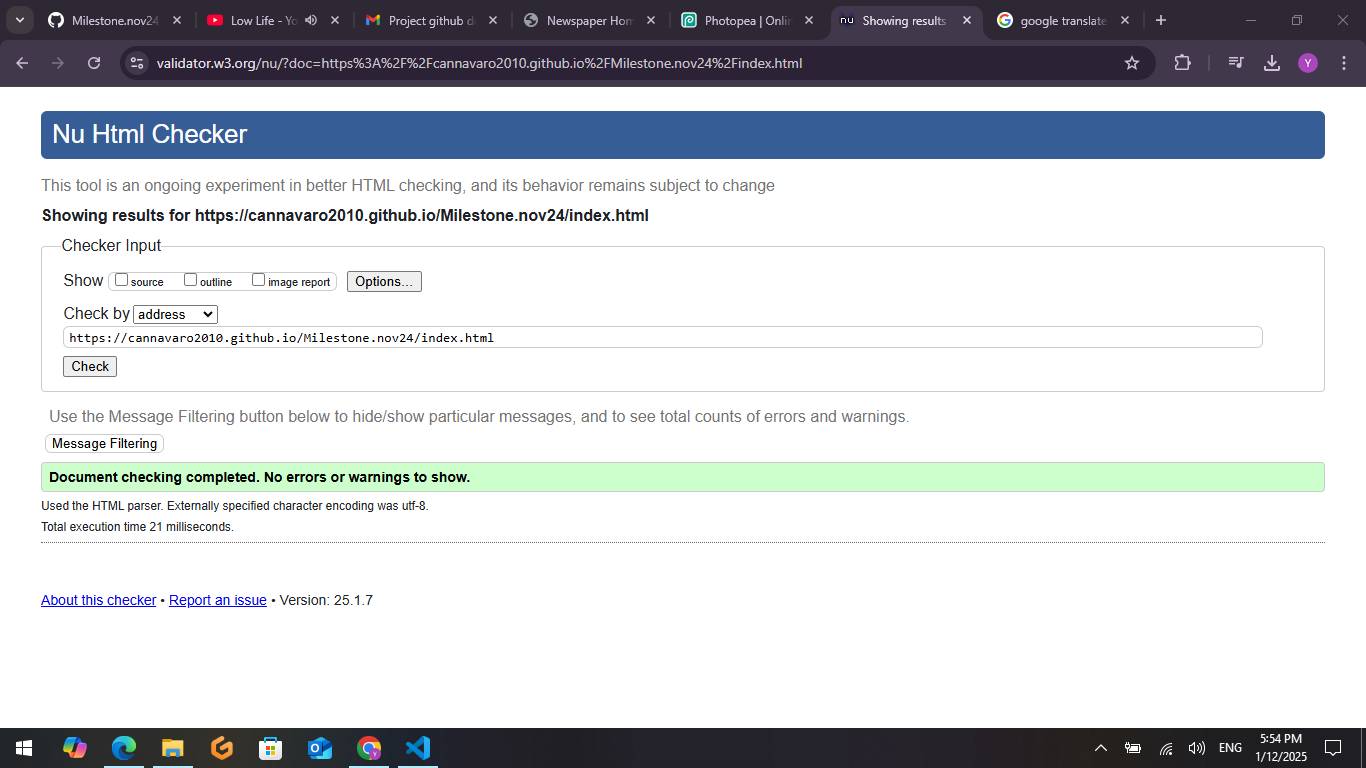 Milestone.nov24
Low Life - Yo
Project github d
Newspaper Hom
Photopea | Onlin
nu Showing results
google translate
validator.w3.org/nu/?doc=https%3A%2F%2Fcannavaro2010.github.io%2FMilestone.nov24%2Findex.html
Y
Nu Html Checker
This tool is an ongoing experiment in better HTML checking, and its behavior remains subject to change
Showing results for https://cannavaro2010.github.io/Milestone.nov24/index.html
Checker Input
Show source outline image report Options...
Check by address
https://cannavaro2010.github.io/Milestone.nov24/index.html
Check
Use the Message Filtering button below to hide/show particular messages, and to see total counts of errors and warnings.
Message Filtering
Document checking completed. No errors or warnings to show.
Used the HTML parser. Externally specified character encoding was utf-8.
Total execution time 21 milliseconds.
About this checker • Report an issue • Version: 25.1.7
ENG
5:54 PM
1/12/2025